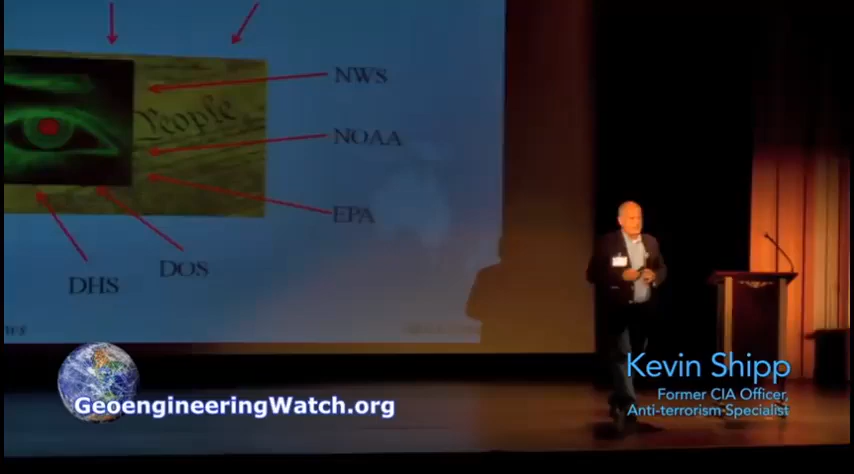 NWS
People
NOAA
EPA
DOS
DHS
GeoengineeringWatch.org
Kevin Shipp
Former CIA Officer,
Anti-terrorism Specialist